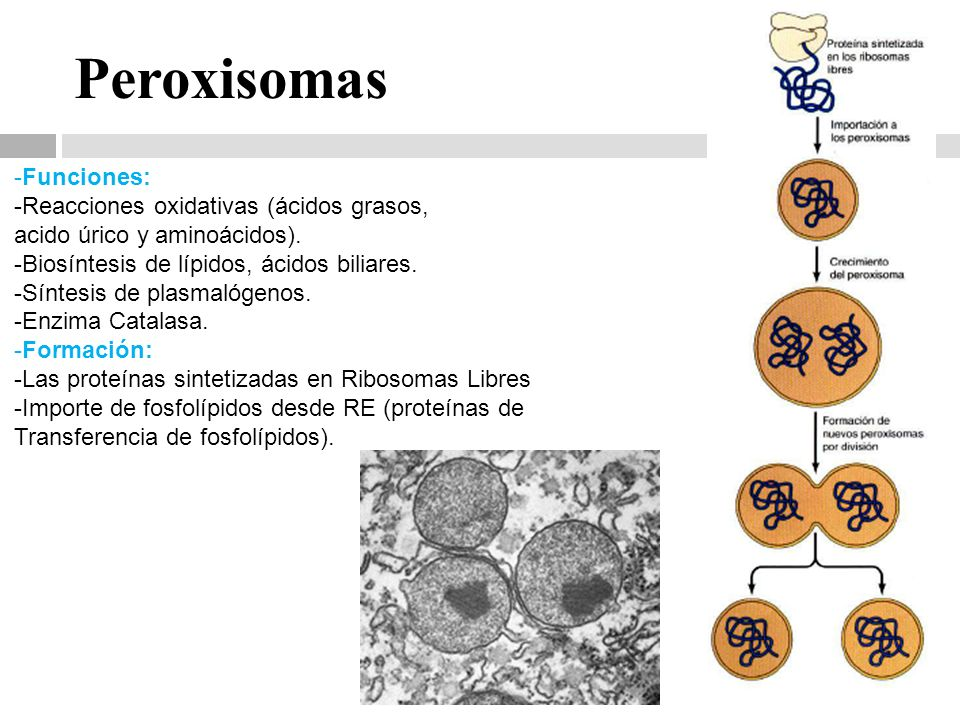 Peroxisomas
-Funciones:
-Reacciones oxidativas (ácidos grasos,
acido úrico y aminoácidos).
-Biosíntesis de lípidos, ácidos biliares.
-Síntesis de plasmalógenos.
-Enzima Catalasa.
-Formación:
-Las proteínas sintetizadas en Ribosomas Libres
-Importe de fosfolípidos desde RE (proteínas de
Transferencia de fosfolípidos).
Proteína sintetizada
en los ribosomas
libres
Importación a
los peroxisomas
Crecimiento
del peroxisoma
Formación de
nuevos peroxisomas
por división